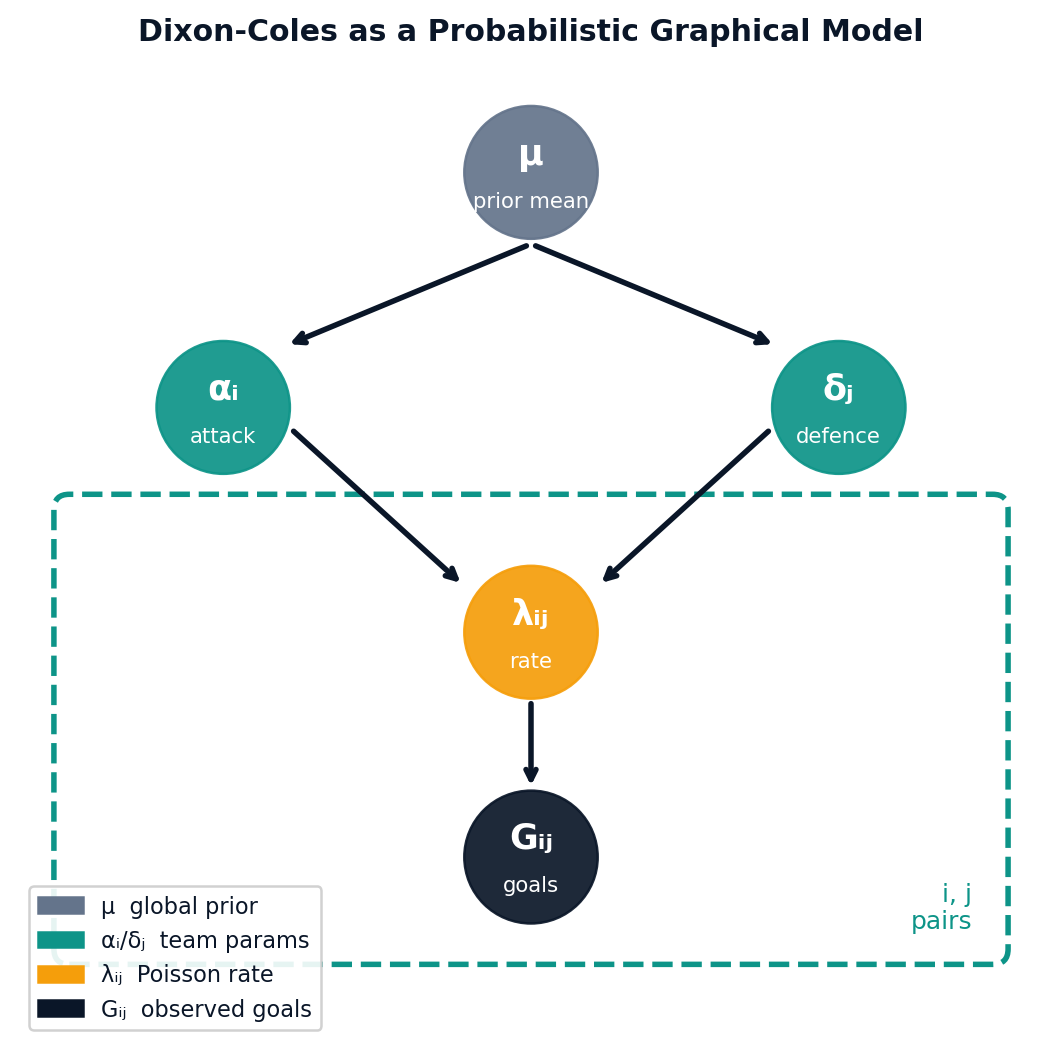 Dixon-Coles as a Probabilistic Graphical Model
μ
prior mean
αᵢ
attack
δⱼ
defence
λᵢⱼ
rate
Gᵢⱼ
goals
i, j
pairs
μ  global prior
αᵢ/δⱼ  team params
λᵢⱼ  Poisson rate
Gᵢⱼ  observed goals